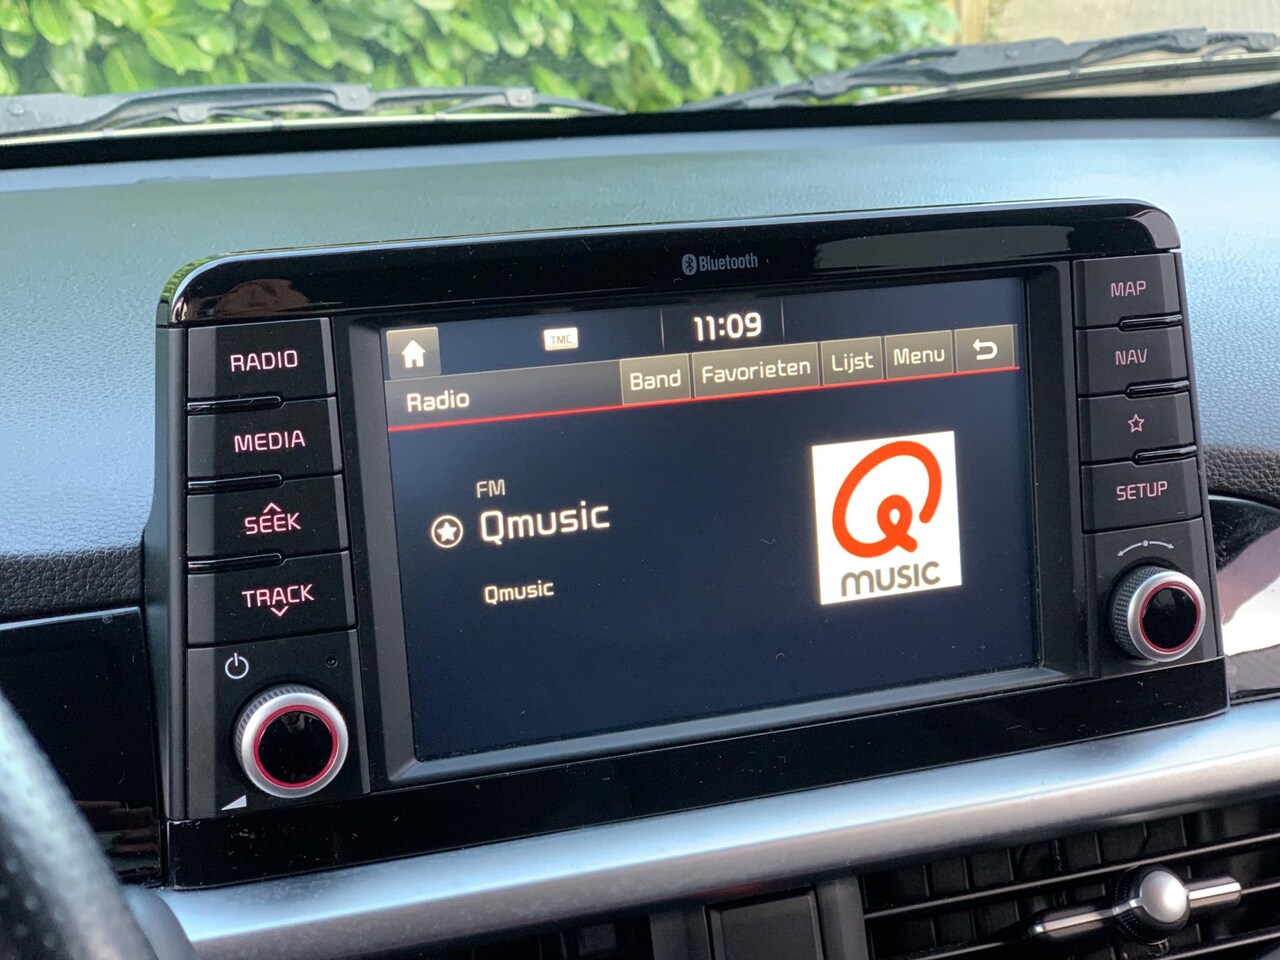 Bluetooth
RADIO
MEDIA
SEEK
TRACK
TMC
11:09
Radio
Band
Favorieten
Lijst
Menu
FM
Qmusic
Qmusic
Q
MUSIC
MAP
NAV
SETUP